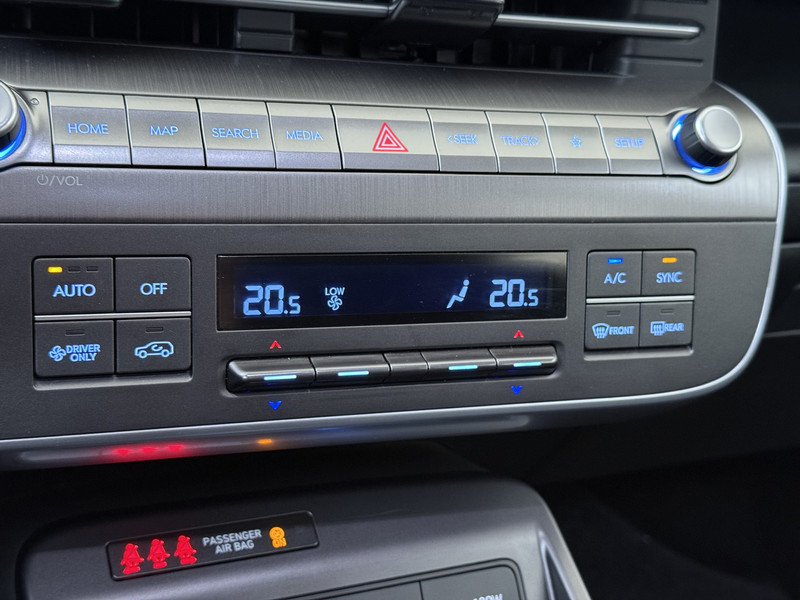 HOME MAP SEARCH MEDIA <SEEK TRACK> SETUP
/VOL
AUTO OFF 20.5 LOW 20.5 A/C SYNC
DRIVER
ONLY
FRONT REAR
PASSENGER
AIR BAG